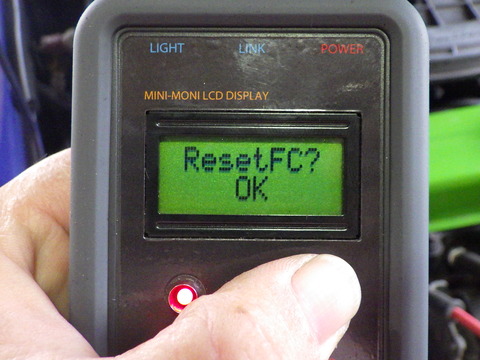 LIGHT LINK POWER
MINI-MONI LCD DISPLAY
ResetFC?
OK